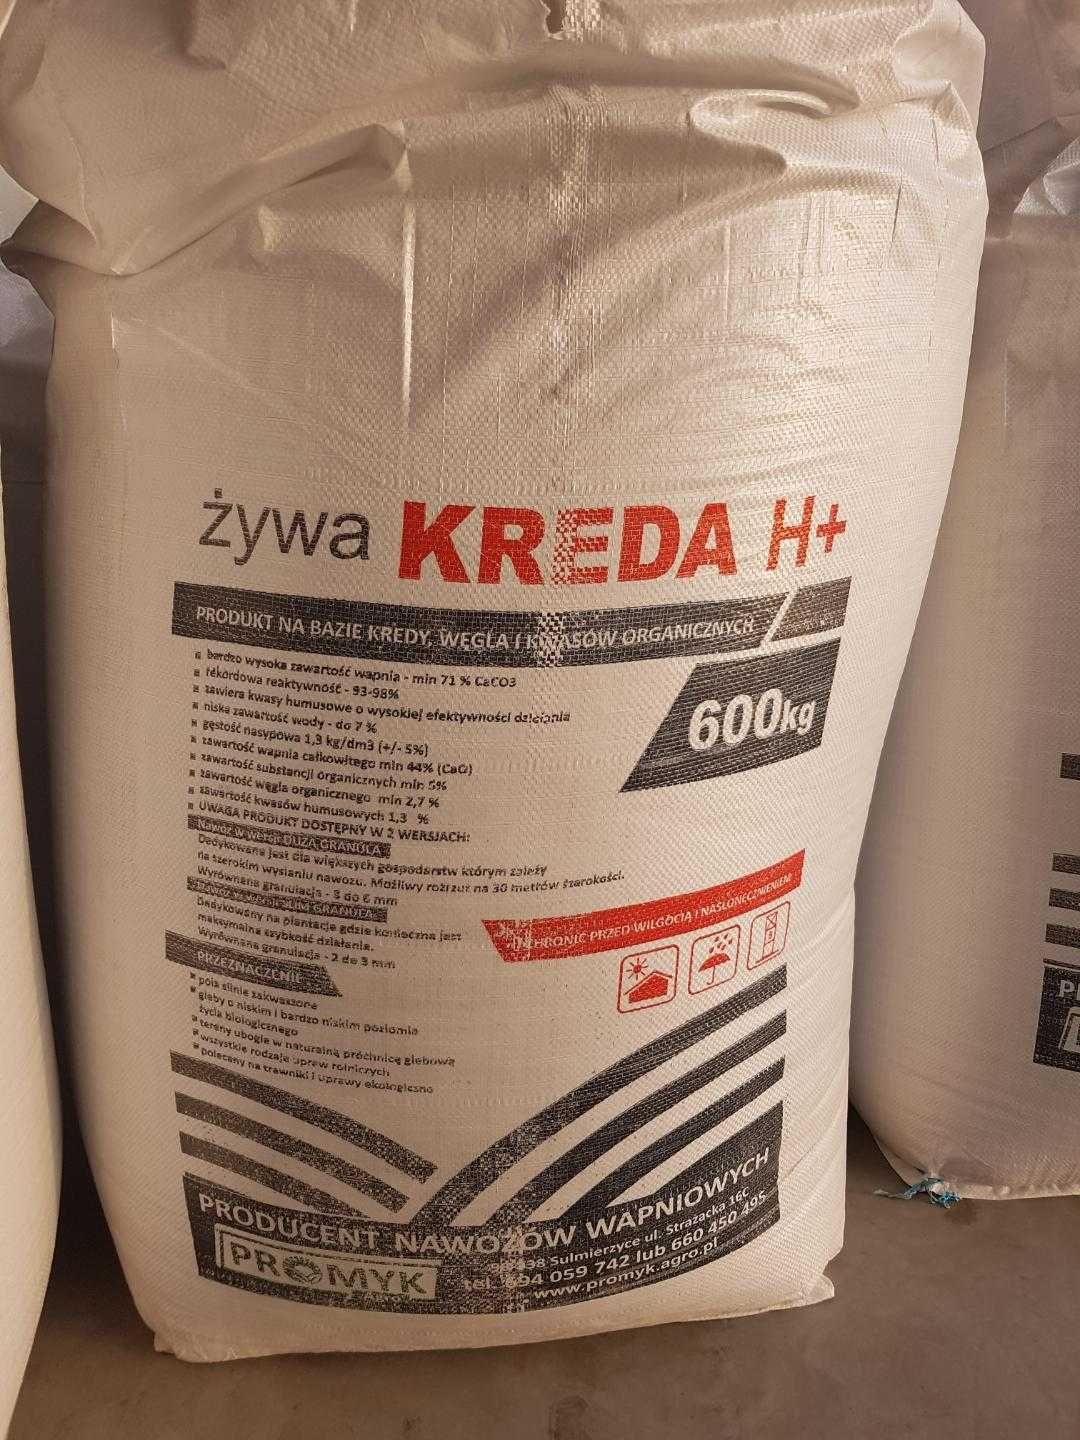 żywa KREDA H+
PRODUKT NA BAZIE KREDY, WĘGLA I KWASÓW ORGANICZNYCH
600kg
▪ bardzo wysoka zawartość wapnia - min 71 % CaCO3
▪ rekordowa reaktywność - 93-98%
▪ zawiera kwasy humusowe o wysokiej efektywności działania
▪ niska zawartość wody - do 7 %
▪ gęstość nasypowa 1,3 kg/dm3 (+/- 5%)
▪ zawartość wapnia całkowitego min 44% (CaO)
▪ zawartość substancji organicznych min 5%
▪ zawartość węgla organicznego min 2,7 %
▪ zawartość kwasów humusowych 1,3 %
▪ UWAGA PRODUKT DOSTĘPNY W 2 WERSJACH:
Nawóz w wersji DUŻA GRANULA
Dedykowana jest dla większych gospodarstw którym zależy
na szerokim wysianiu nawozu. Możliwy rozrzut na 30 metrów szerokości.
Wyrównana granulacja - 3 do 6 mm
Nawóz w wersji GRANULA
Dedykowany na plantacje gdzie konieczna jest
maksymalna szybkość działania.
Wyrównana granulacja - 2 do 3 mm
CHRONIĆ PRZED WILGOCIĄ I NASŁONECZNIENIEM
PRZEZNACZENIE
▪ pola silnie zakwaszone
▪ gleby o niskim i bardzo niskim poziomie
życia biologicznego
▪ tereny ubogie w naturalną próchnicę glebową
▪ wszystkie rodzaje upraw rolniczych
▪ polecany na trawniki i uprawy ekologiczne
PRODUCENT NAWOZÓW WAPNIOWYCH
PROMYK
Sulmierzyce ul. Strażacka 16C
tel. 694 059 742 lub 660 450 495
www.promyk.agro.pl